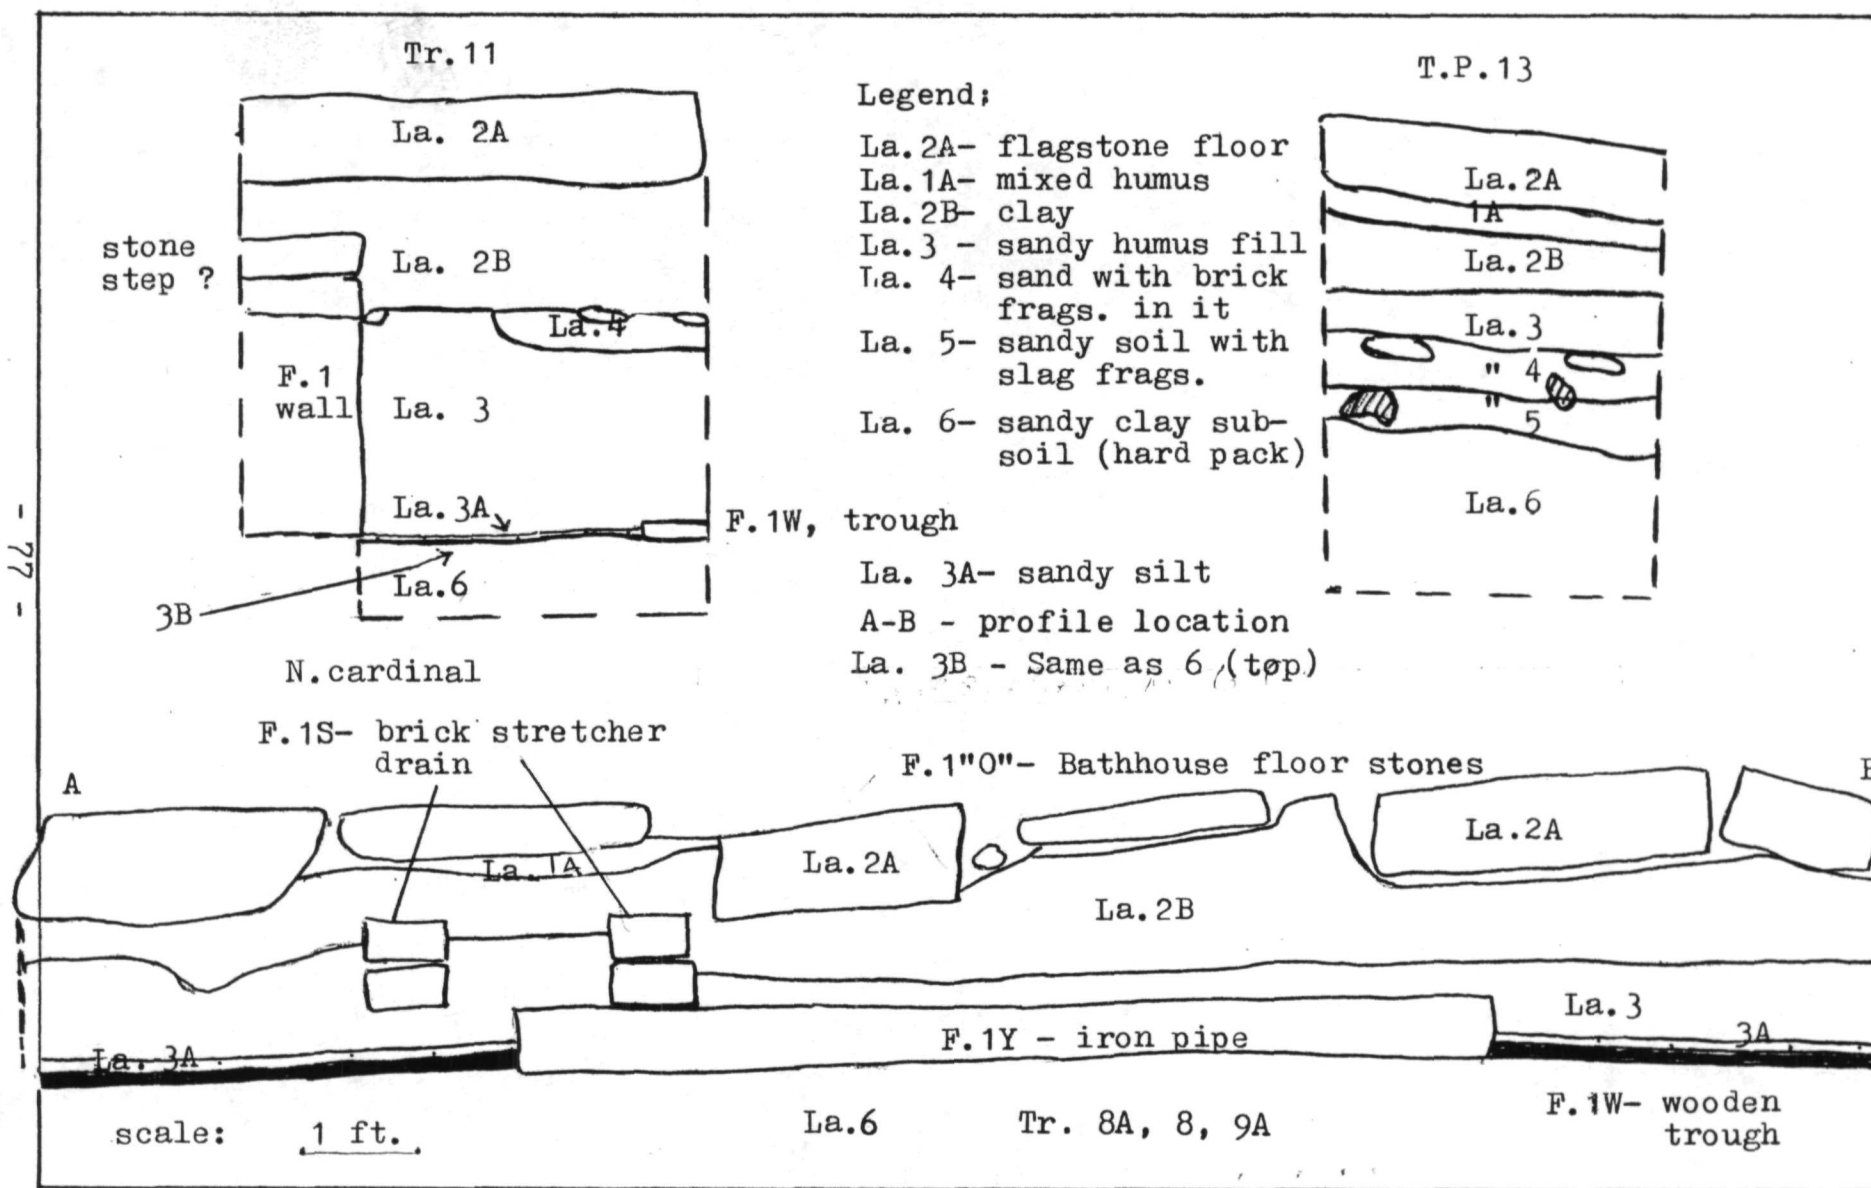 Tr.11
La. 2A
stone
step ?
La. 2B
La.4
F.1
wall
La. 3
La. 3A
F.1W, trough
La.6
3B
N.cardinal
Legend;
La.2A- flagstone floor
La.1A- mixed humus
La.2B- clay
La.3 - sandy humus fill
La. 4- sand with brick
frags. in it
La. 5- sandy soil with
slag frags.
La. 6- sandy clay sub-
soil (hard pack)
La. 3A- sandy silt
A-B - profile location
La. 3B - Same as 6 (top)
T.P.13
La.2A
1A
La.2B
La.3
" 4
" 5
La.6
- 77 -
F.1S- brick stretcher
drain
F.1"O"- Bathhouse floor stones
A
La. 1A
La.2A
La.2A
La.2B
La.3
F.1Y - iron pipe
La. 3A
3A
scale: 1 ft.
La.6
Tr. 8A, 8, 9A
F.1W- wooden
trough